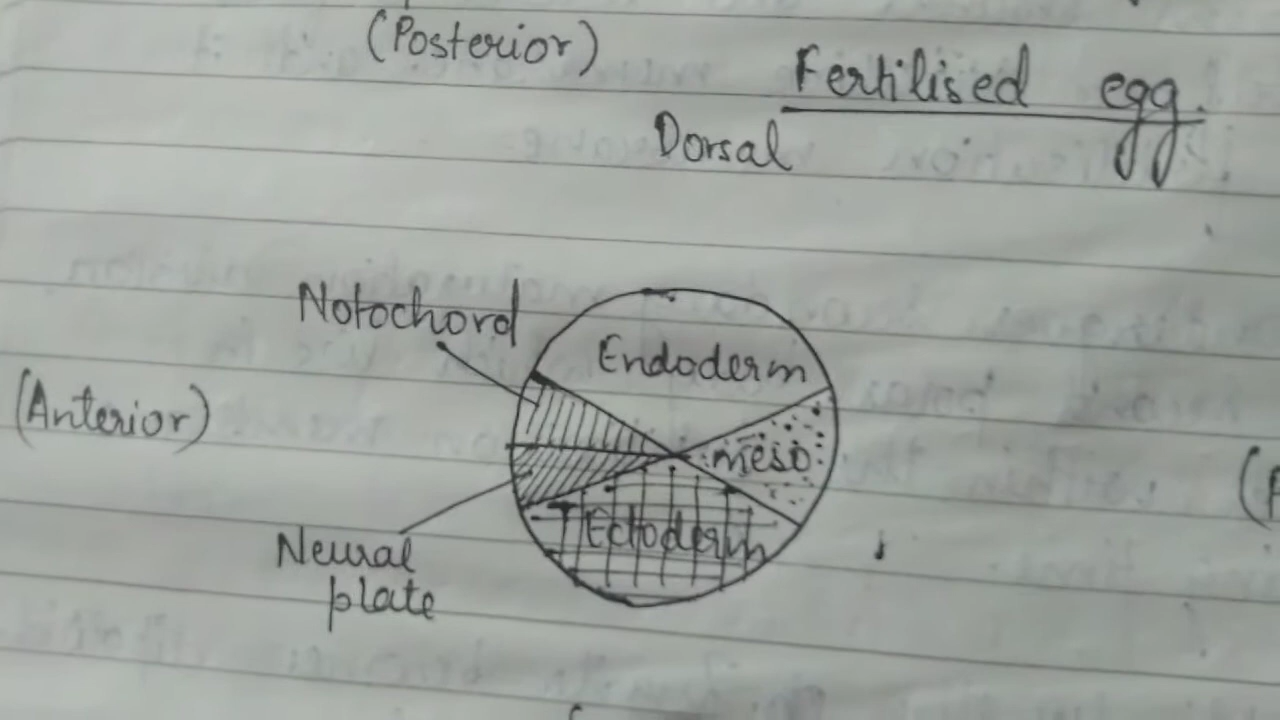 (Posterior)
Fertilised egg.
Dorsal
Notochord
Endoderm
(Anterior)
meso
Ectoderm
Neural
plate